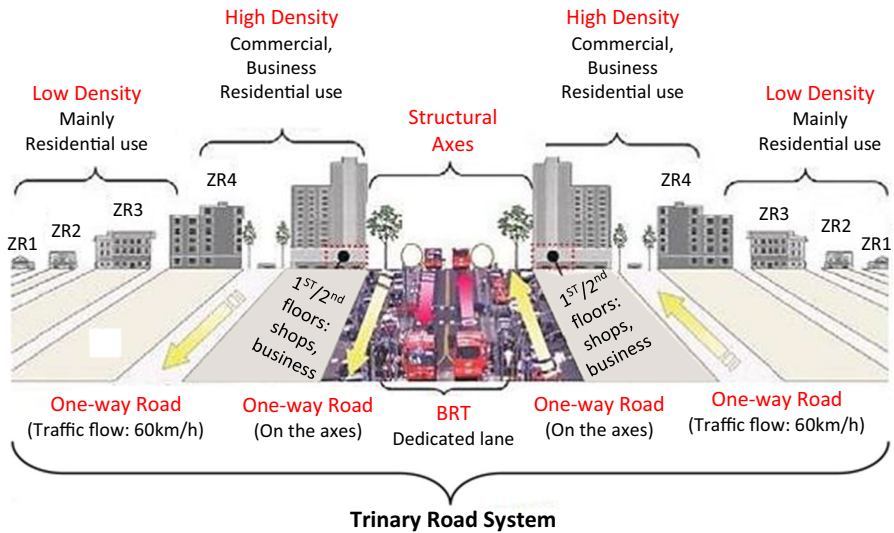 High Density
Commercial,
Business
Residential use
High Density
Commercial,
Business
Residential use
Low Density
Mainly
Residential use
Structural
Axes
Low Density
Mainly
Residential use
ZR1
ZR2
ZR3
ZR4
ZR4
ZR3
ZR2
ZR1
1ST/2nd
floors:
shops,
business
1ST/2nd
floors:
shops,
business
One-way Road
(Traffic flow: 60km/h)
One-way Road
(On the axes)
BRT
Dedicated lane
One-way Road
(On the axes)
One-way Road
(Traffic flow: 60km/h)
Trinary Road System